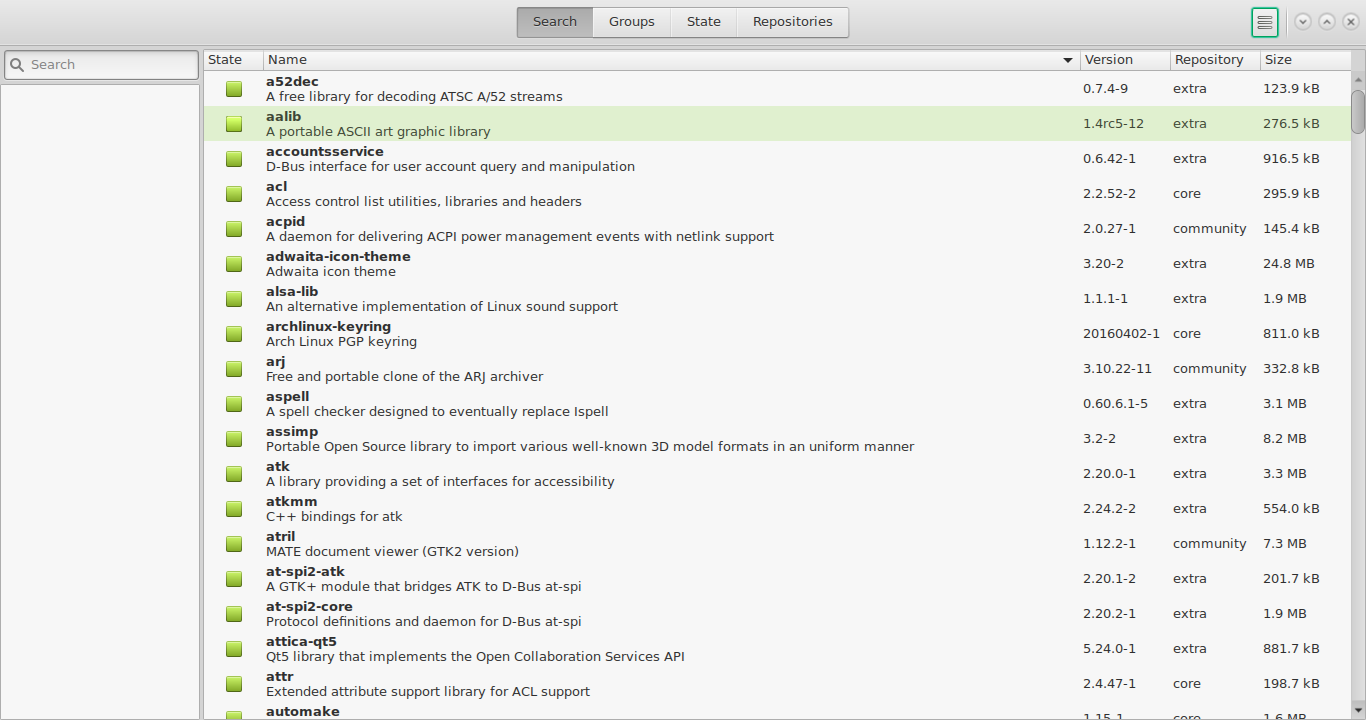 Search Groups State Repositories
Search
State Name Version Repository Size
a52dec
A free library for decoding ATSC A/52 streams
0.7.4-9 extra 123.9 kB
aalib
A portable ASCII art graphic library
1.4rc5-12 extra 276.5 kB
accountsservice
D-Bus interface for user account query and manipulation
0.6.42-1 extra 916.5 kB
acl
Access control list utilities, libraries and headers
2.2.52-2 core 295.9 kB
acpid
A daemon for delivering ACPI power management events with netlink support
2.0.27-1 community 145.4 kB
adwaita-icon-theme
Adwaita icon theme
3.20-2 extra 24.8 MB
alsa-lib
An alternative implementation of Linux sound support
1.1.1-1 extra 1.9 MB
archlinux-keyring
Arch Linux PGP keyring
20160402-1 core 811.0 kB
arj
Free and portable clone of the ARJ archiver
3.10.22-11 community 332.8 kB
aspell
A spell checker designed to eventually replace Ispell
0.60.6.1-5 extra 3.1 MB
assimp
Portable Open Source library to import various well-known 3D model formats in an uniform manner
3.2-2 extra 8.2 MB
atk
A library providing a set of interfaces for accessibility
2.20.0-1 extra 3.3 MB
atkmm
C++ bindings for atk
2.24.2-2 extra 554.0 kB
atril
MATE document viewer (GTK2 version)
1.12.2-1 community 7.3 MB
at-spi2-atk
A GTK+ module that bridges ATK to D-Bus at-spi
2.20.1-2 extra 201.7 kB
at-spi2-core
Protocol definitions and daemon for D-Bus at-spi
2.20.2-1 extra 1.9 MB
attica-qt5
Qt5 library that implements the Open Collaboration Services API
5.24.0-1 extra 881.7 kB
attr
Extended attribute support library for ACL support
2.4.47-1 core 198.7 kB
automake
1.15-1 core 1.6 MB